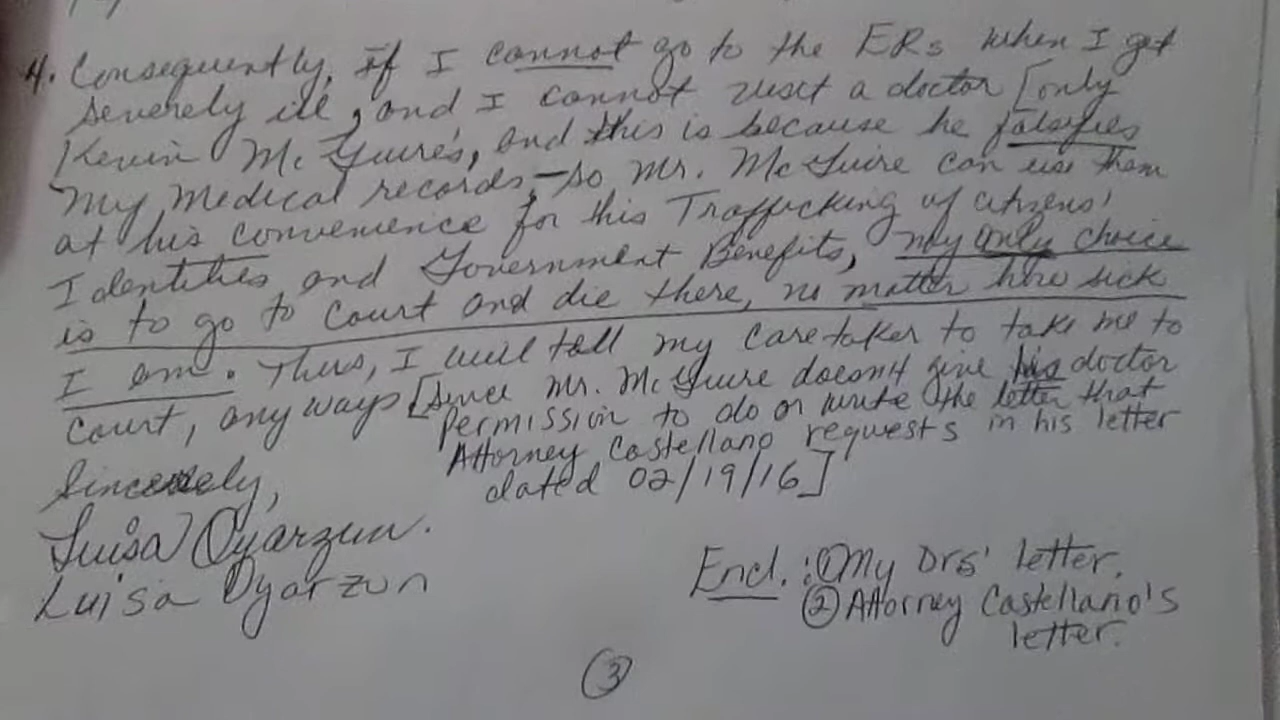 4. Consequently, if I cannot go to the ERs when I get
severely ill, and I cannot visit a doctor [only
Kevin McGuire's, and this is because he falsifies
my medical records—so Mr. McGuire can use them
at his convenience for this Trafficking of citizens'
Identities and Government Benefits, my only choice
is to go to court and die there, no matter how sick
I am. Thus, I will tell my caretaker to take me to
court, any ways [since Mr. McGuire doesn't give his doctor
permission to do or write the letter that
Attorney Castellano requests in his letter
dated 02/19/16]
Sincerely,
Luisa Oyarzun.
Luisa Oyarzun
Encl.: ① My Drs' letter.
② Attorney Castellano's
letter.
③